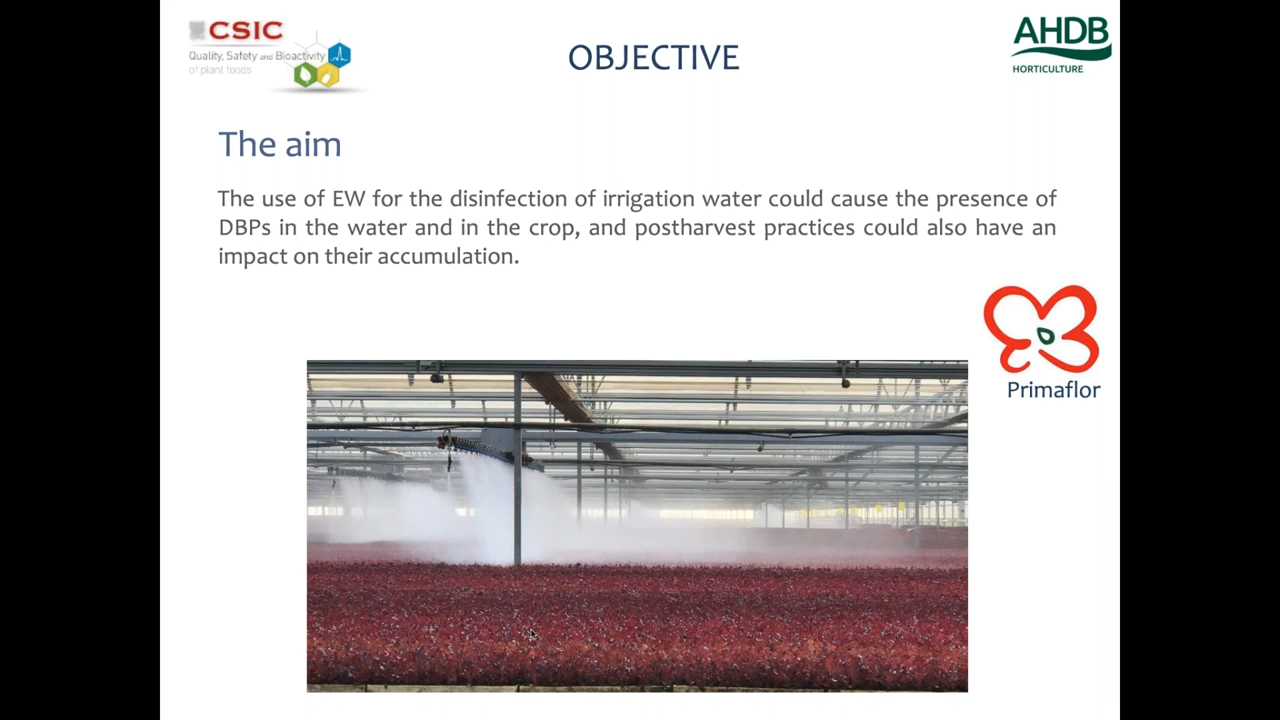 CSIC
Quality, Safety and Bioactivity
of plant foods
OBJECTIVE
AHDB
HORTICULTURE
The aim
The use of EW for the disinfection of irrigation water could cause the presence of
DBPs in the water and in the crop, and postharvest practices could also have an
impact on their accumulation.
Primaflor